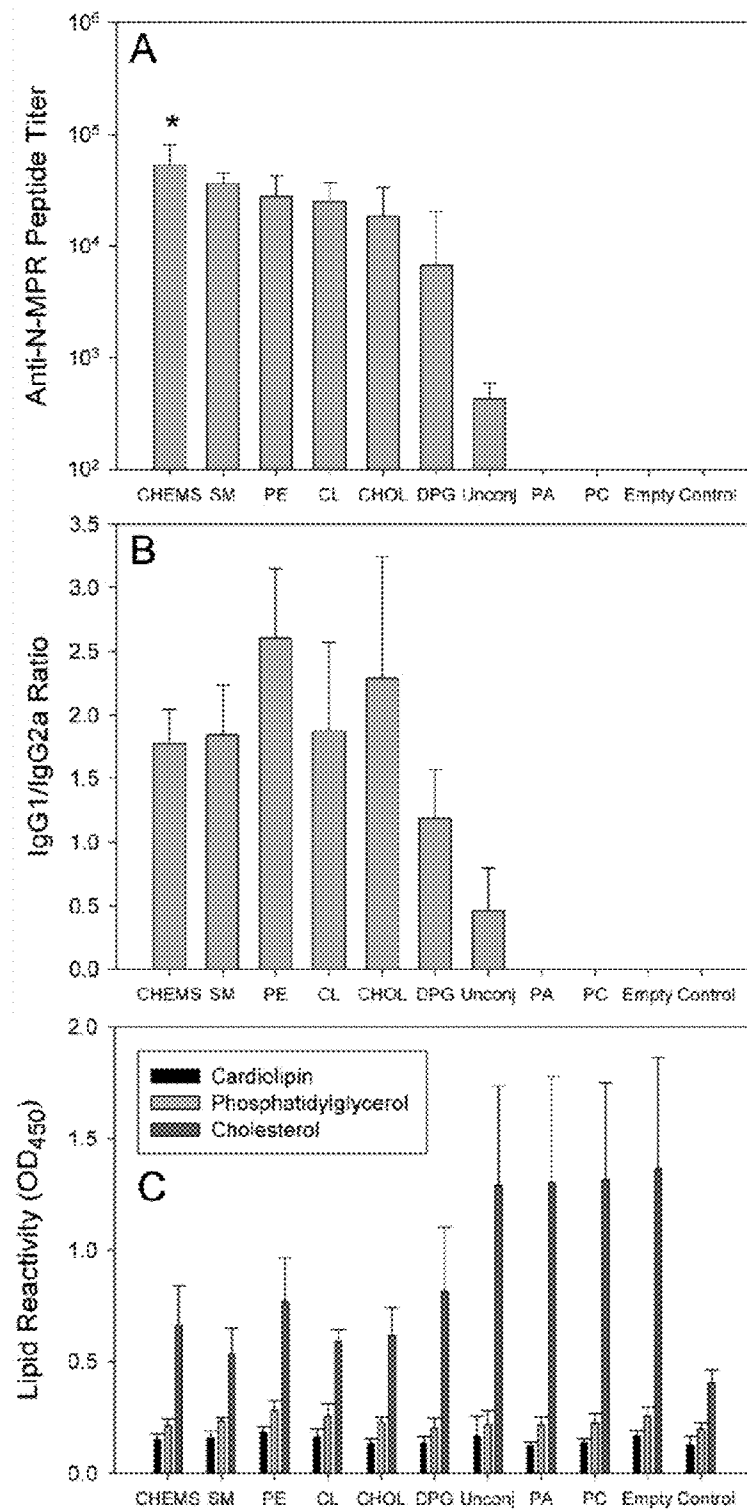 A
*
Anti-N-MPR Peptide Titer
10⁶
10⁵
10⁴
10³
10²
CHEMS SM PE CL CHOL DPG Unconj PA PC Empty Control
B
IgG1/IgG2a Ratio
3.5
3.0
2.5
2.0
1.5
1.0
0.5
0.0
CHEMS SM PE CL CHOL DPG Unconj PA PC Empty Control
C
Lipid Reactivity (OD₄₅₀)
2.0
1.5
1.0
0.5
0.0
Cardiolipin
Phosphatidylglycerol
Cholesterol
CHEMS SM PE CL CHOL DPG Unconj PA PC Empty Control